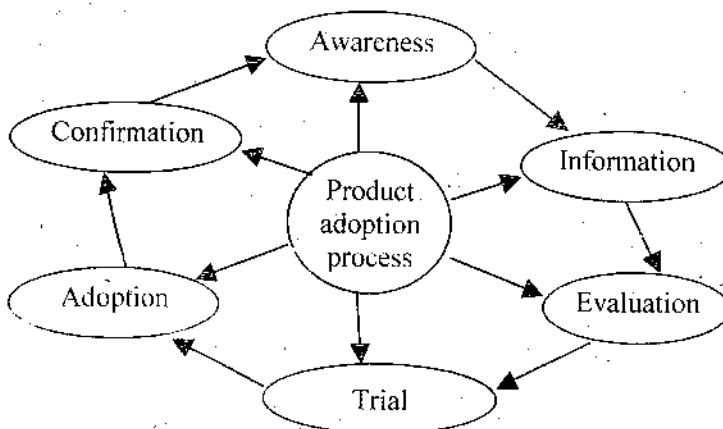 Awareness
Confirmation
Information
Product
adoption
process
Adoption
Evaluation
Trial